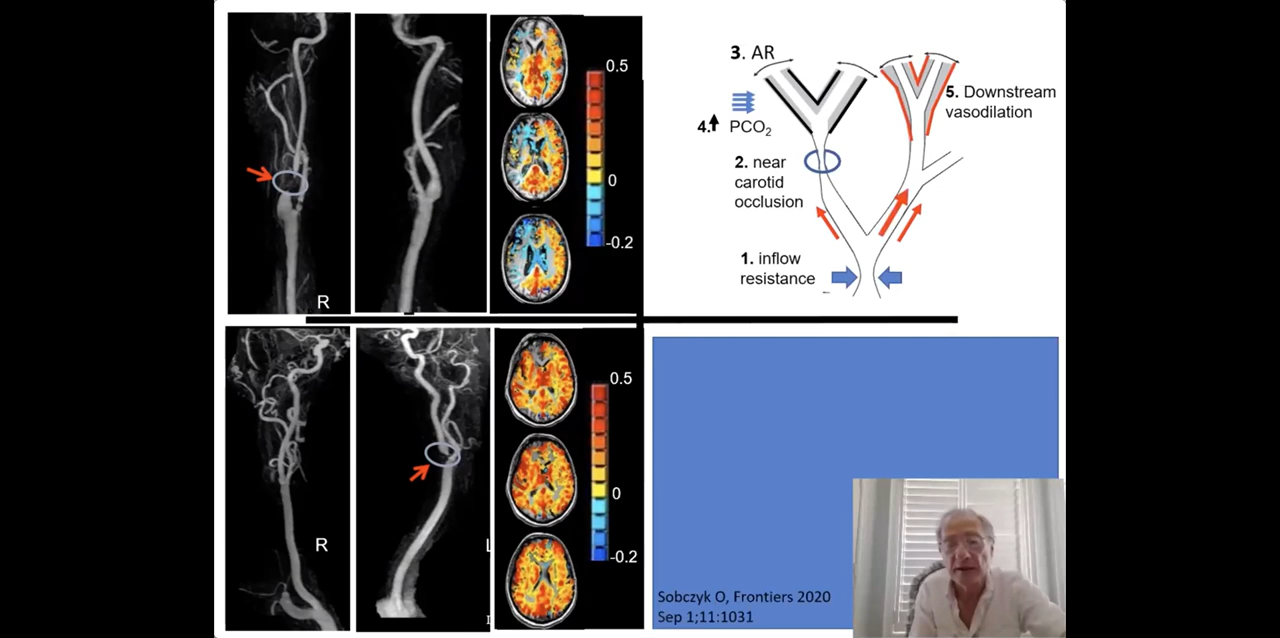 0.5
0
-0.2
R
3. AR
4.
PCO₂
5. Downstream
vasodilation
2. near
carotid
occlusion
1. inflow
resistance
0.5
0
-0.2
R
Sobczyk O, Frontiers 2020
Sep 1;11:1031